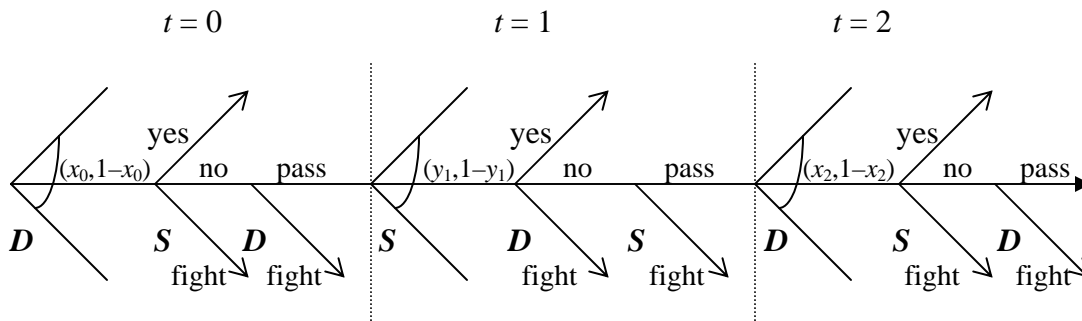 t = 0 t = 1 t = 2
yes yes yes
(x₀,1–x₀) no pass (y₁,1–y₁) no pass (x₂,1–x₂) no pass
D S D S D S D S D
fight fight fight fight fight fight